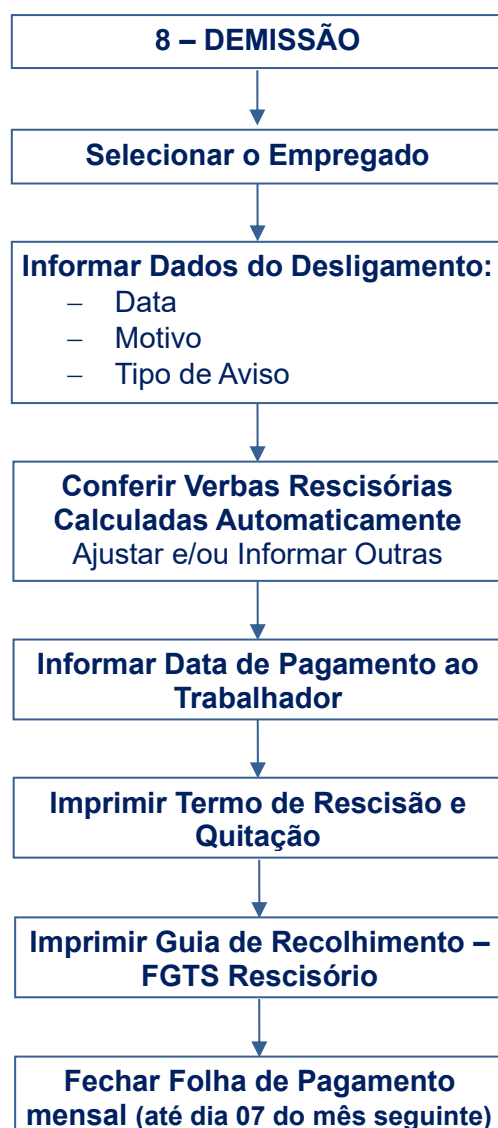 8 – DEMISSÃO
Selecionar o Empregado
Informar Dados do Desligamento:
– Data
– Motivo
– Tipo de Aviso
Conferir Verbas Rescisórias
Calculadas Automaticamente
Ajustar e/ou Informar Outras
Informar Data de Pagamento ao
Trabalhador
Imprimir Termo de Rescisão e
Quitação
Imprimir Guia de Recolhimento –
FGTS Rescisório
Fechar Folha de Pagamento
mensal (até dia 07 do mês seguinte)